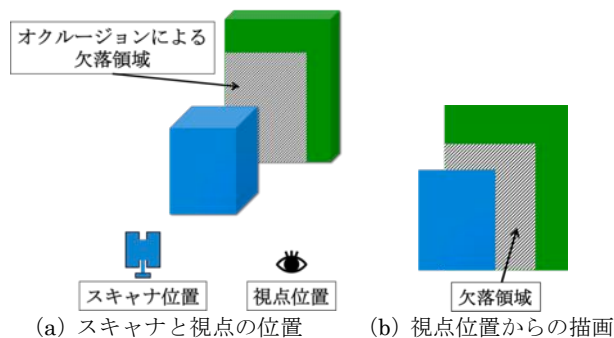 オクルージョンによる
欠落領域
スキャナ位置
視点位置
欠落領域
(a) スキャナと視点の位置
(b) 視点位置からの描画